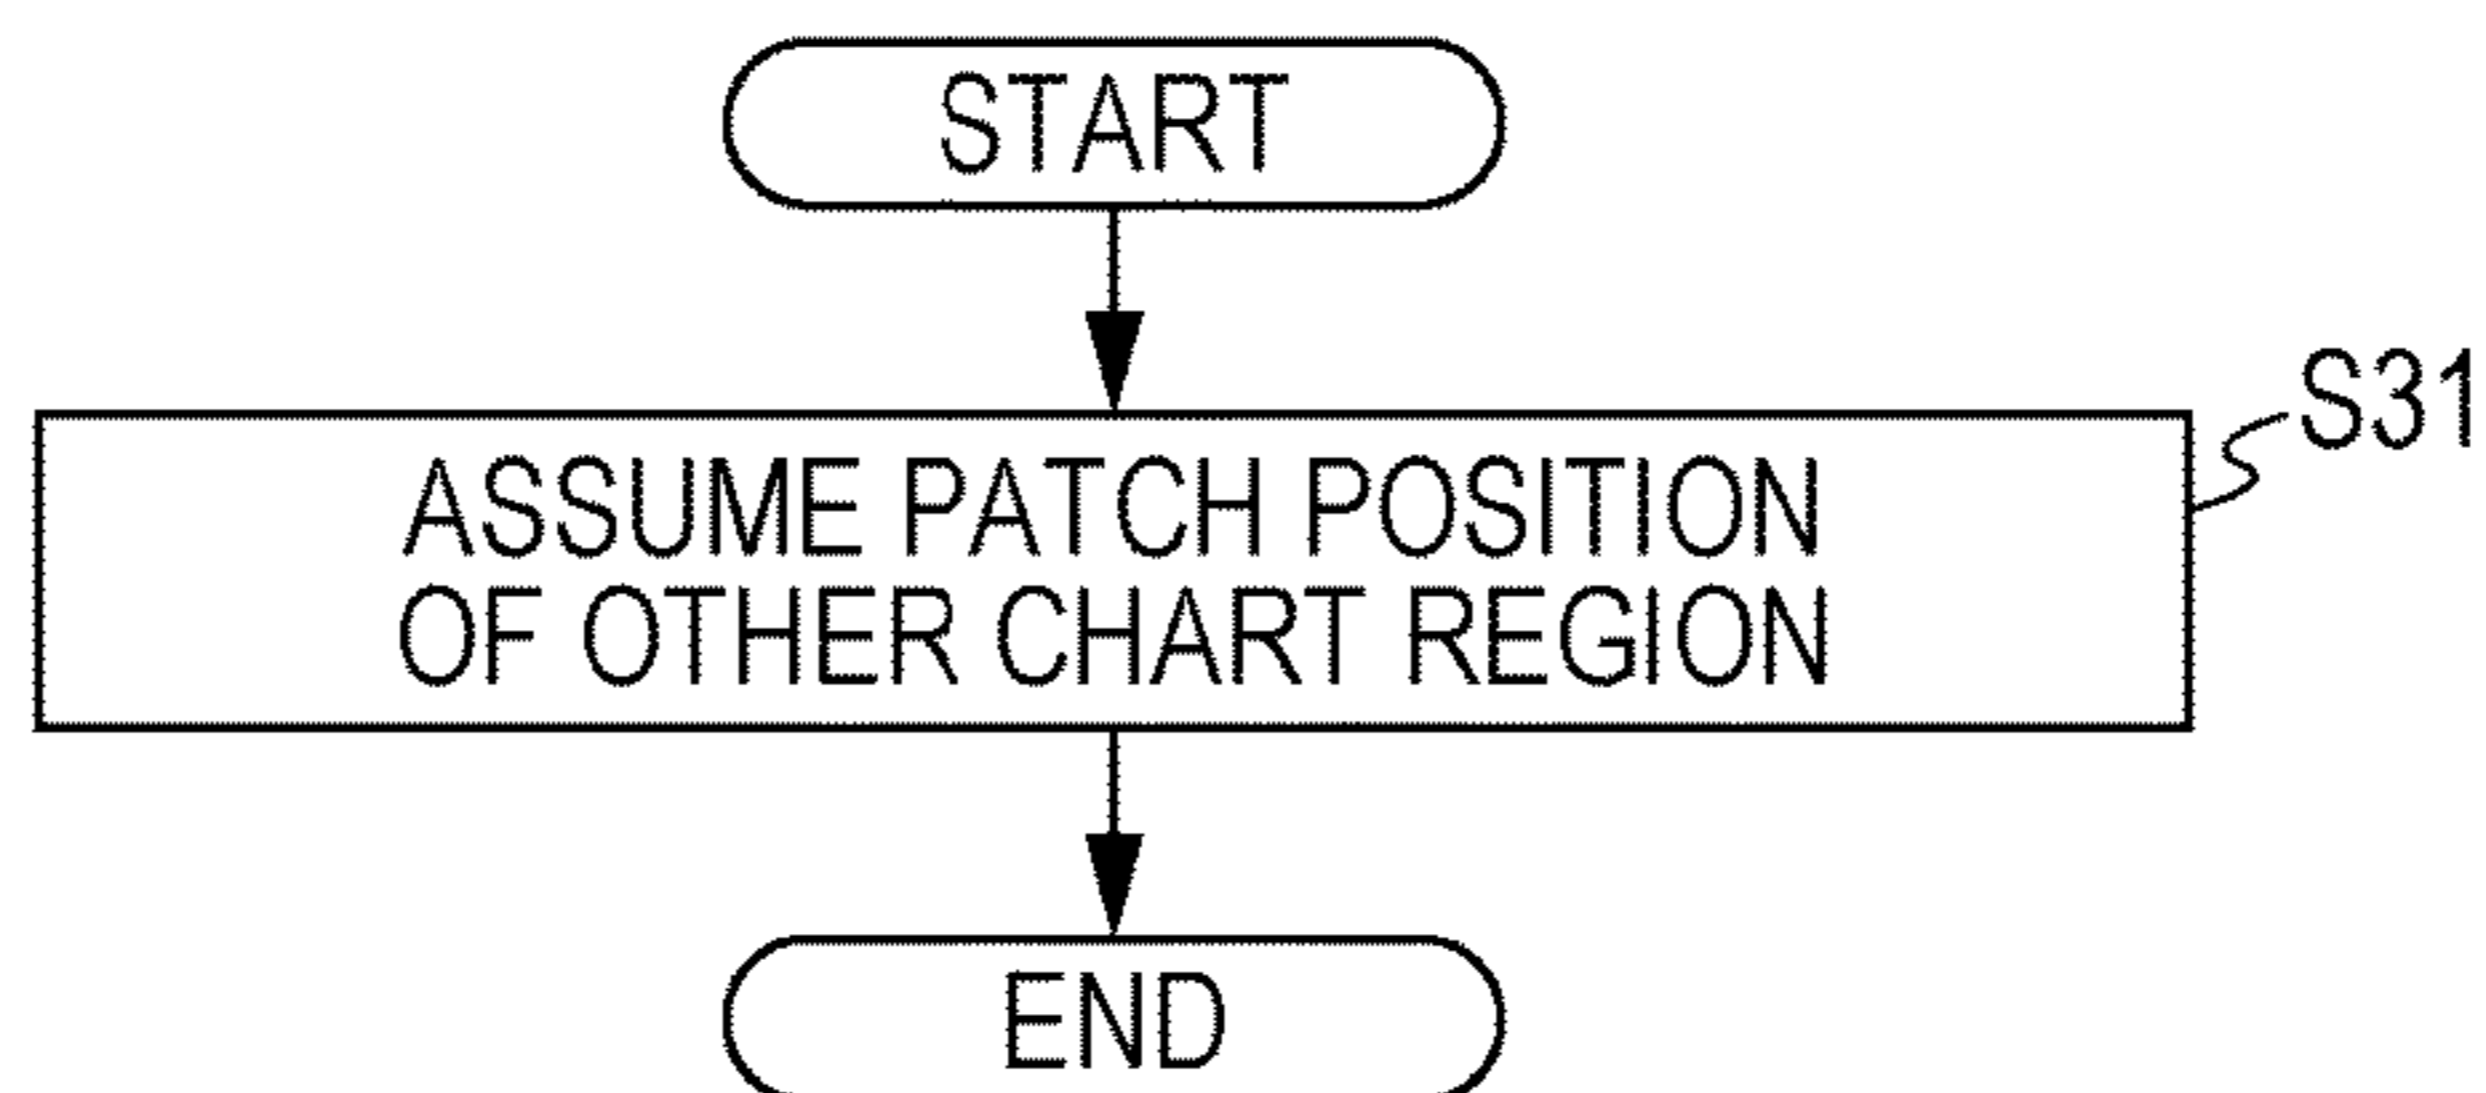 START
S31
ASSUME PATCH POSITION
OF OTHER CHART REGION
END